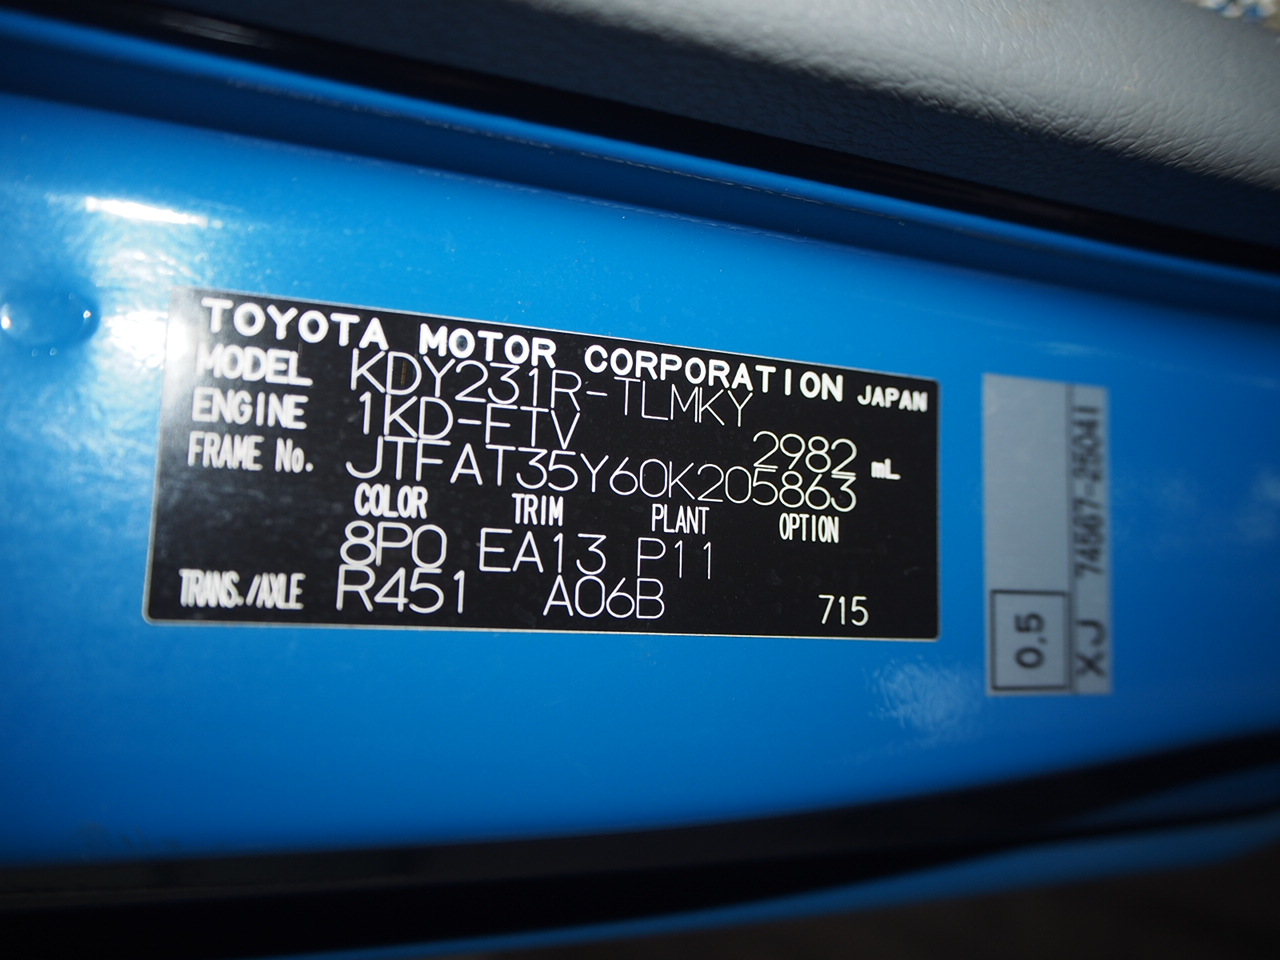 TOYOTA MOTOR CORPORATION JAPAN
MODEL KDY231R-TLMKY
ENGINE 1KD-FTV 2982 mL
FRAME No. JTFAT35Y60K205863
COLOR TRIM PLANT OPTION
8P0 EA13 P11
TRANS./AXLE R451 A06B 715
0.5
XJ 74567-25041